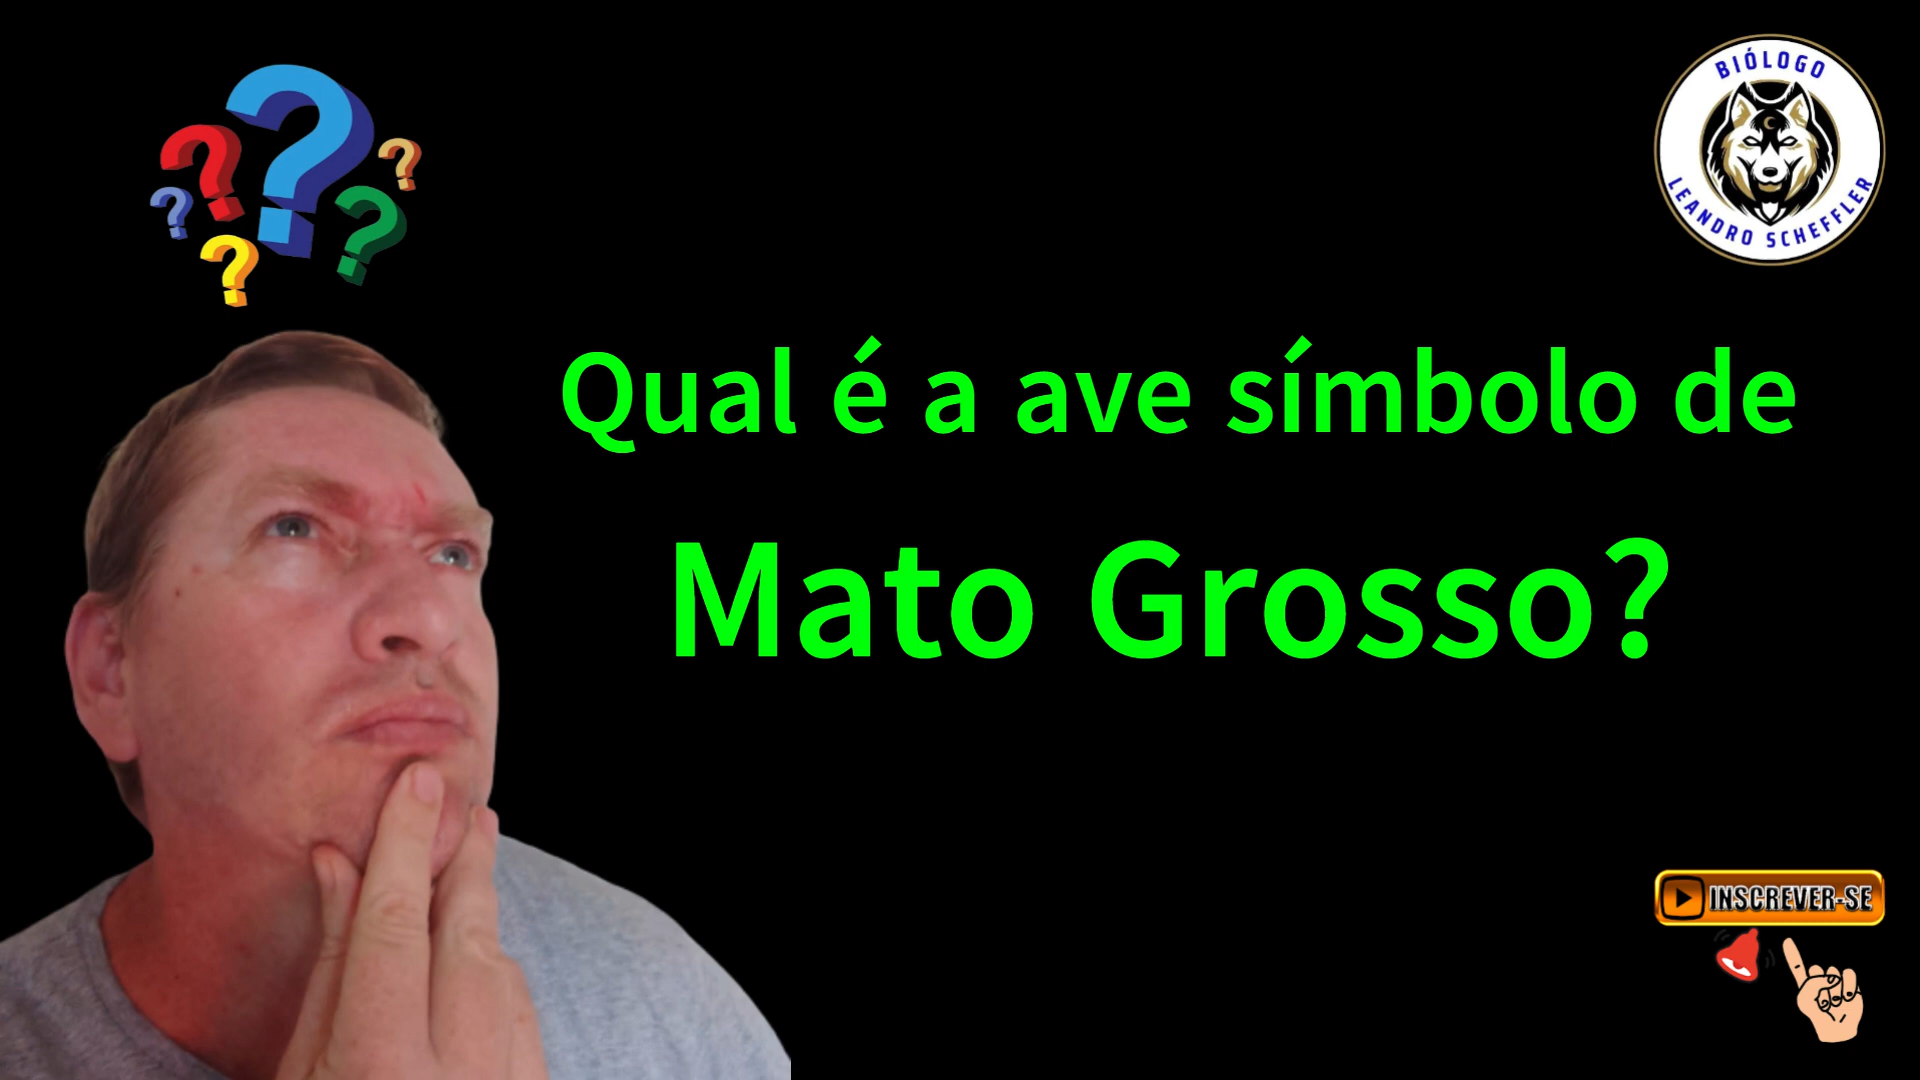 BIÓLOGO
LEANDRO SCHEFFLER
Qual é a ave símbolo de
Mato Grosso?
INSCREVER-SE